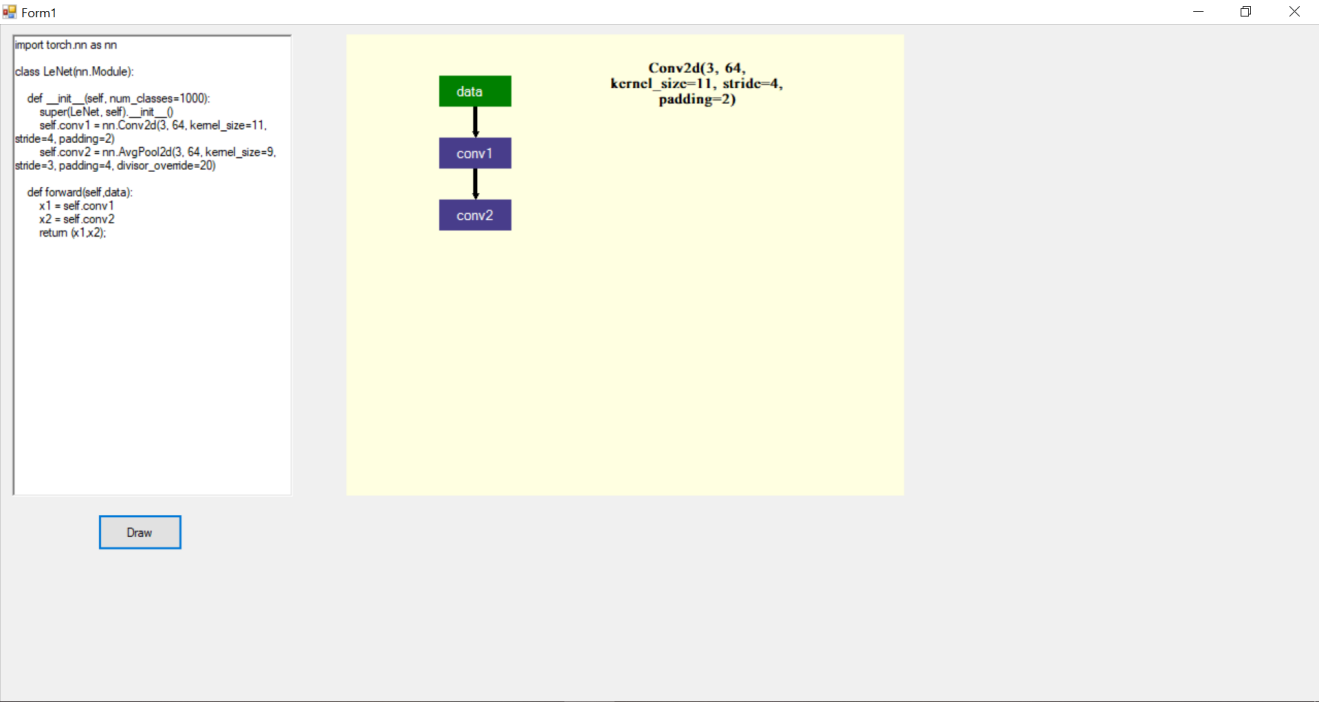 Form1
import torch.nn as nn
class LeNet(nn.Module):
def __init__(self, num_classes=1000):
super(LeNet, self).__init__()
self.conv1 = nn.Conv2d(3, 64, kernel_size=11,
stride=4, padding=2)
self.conv2 = nn.AvgPool2d(3, 64, kernel_size=9,
stride=3, padding=4, divisor_override=20)
def forward(self,data):
x1 = self.conv1
x2 = self.conv2
return (x1,x2);
Draw
data
conv1
conv2
Conv2d(3, 64,
kernel_size=11, stride=4,
padding=2)